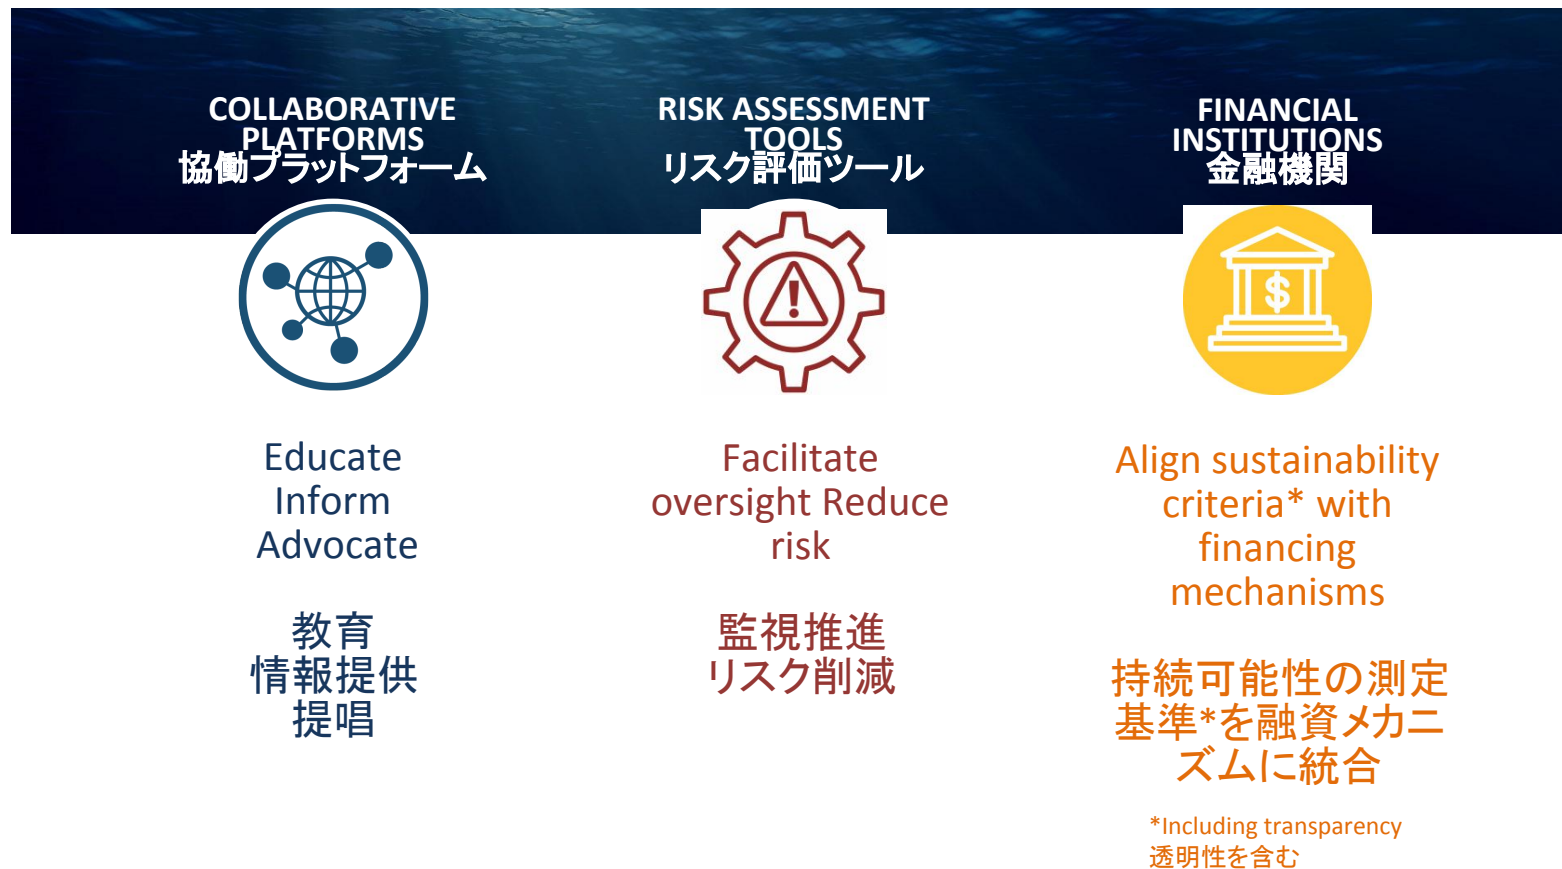 COLLABORATIVE
PLATFORMS
協働プラットフォーム
RISK ASSESSMENT
TOOLS
リスク評価ツール
FINANCIAL
INSTITUTIONS
金融機関
$
Educate
Inform
Advocate
教育
情報提供
提唱
Facilitate
oversight Reduce
risk
監視推進
リスク削減
Align sustainability
criteria* with
financing
mechanisms
持続可能性の測定
基準*を融資メカニ
ズムに統合
*Including transparency
透明性を含む